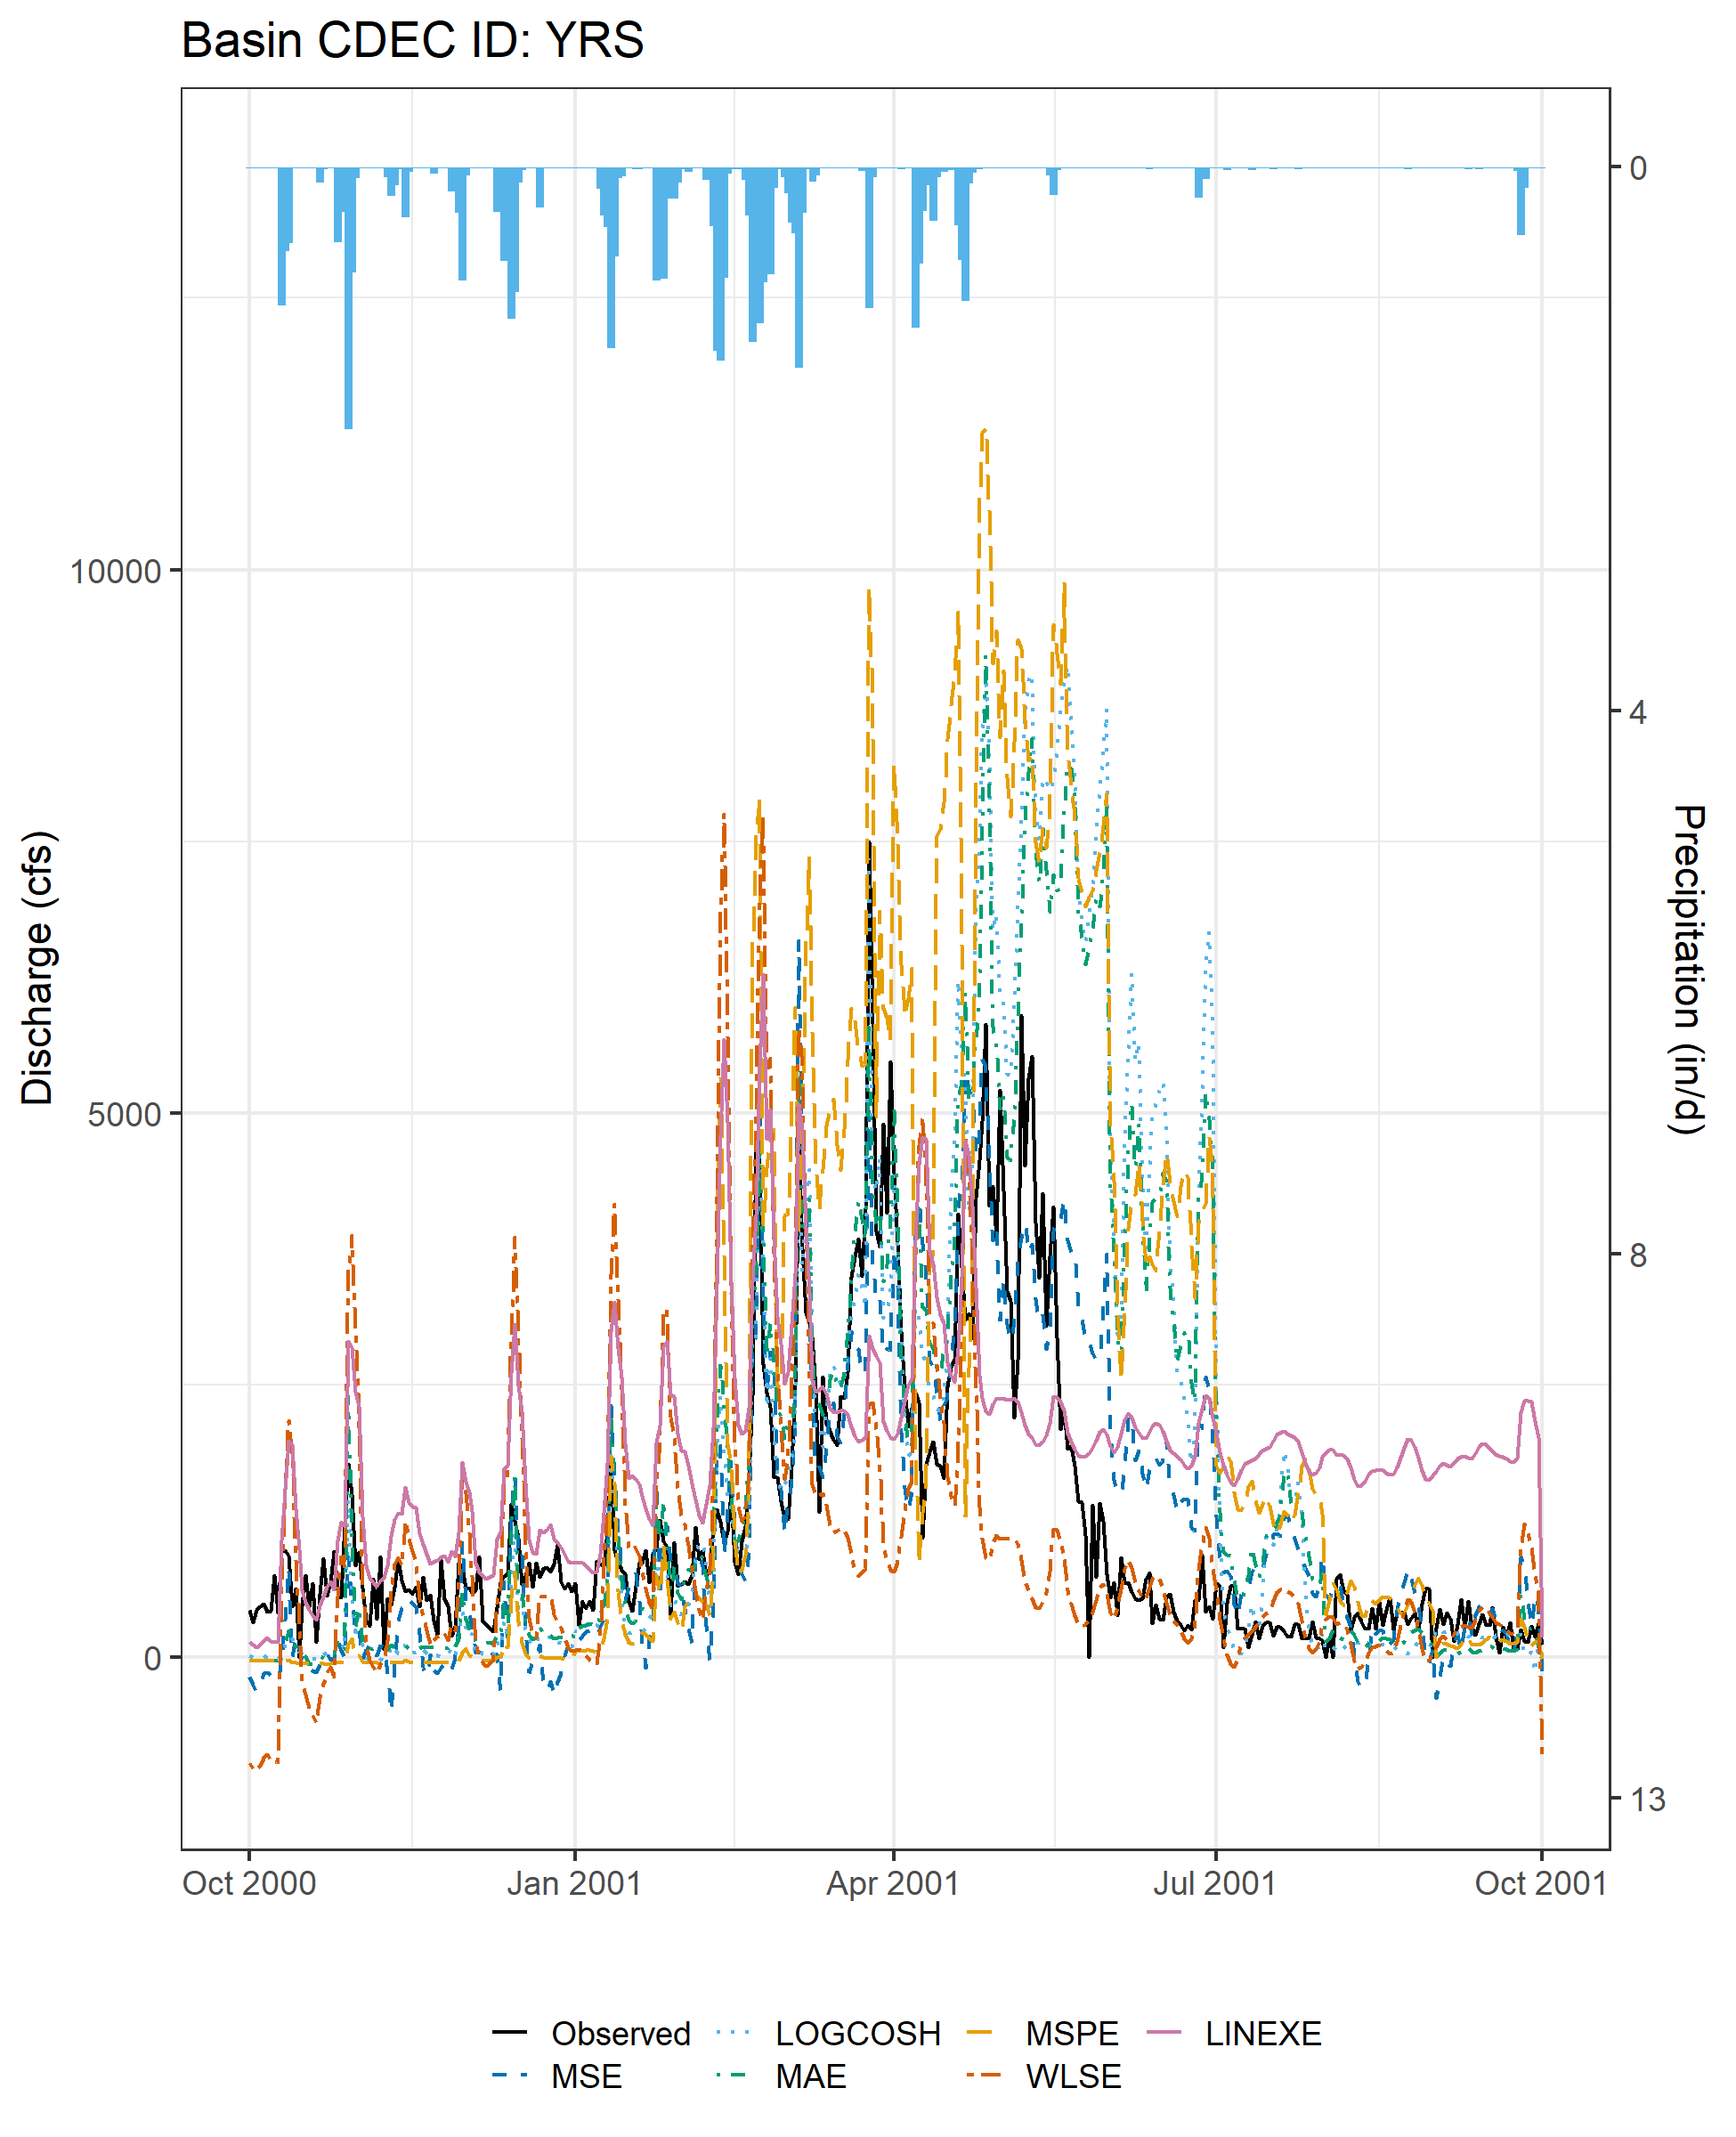 Basin CDEC ID: YRS
0
10000
4
Discharge (cfs)
Precipitation (in/d)
5000
8
0
13
Oct 2000 Jan 2001 Apr 2001 Jul 2001 Oct 2001
Observed LOGCOSH MSPE LINEXE
MSE MAE WLSE